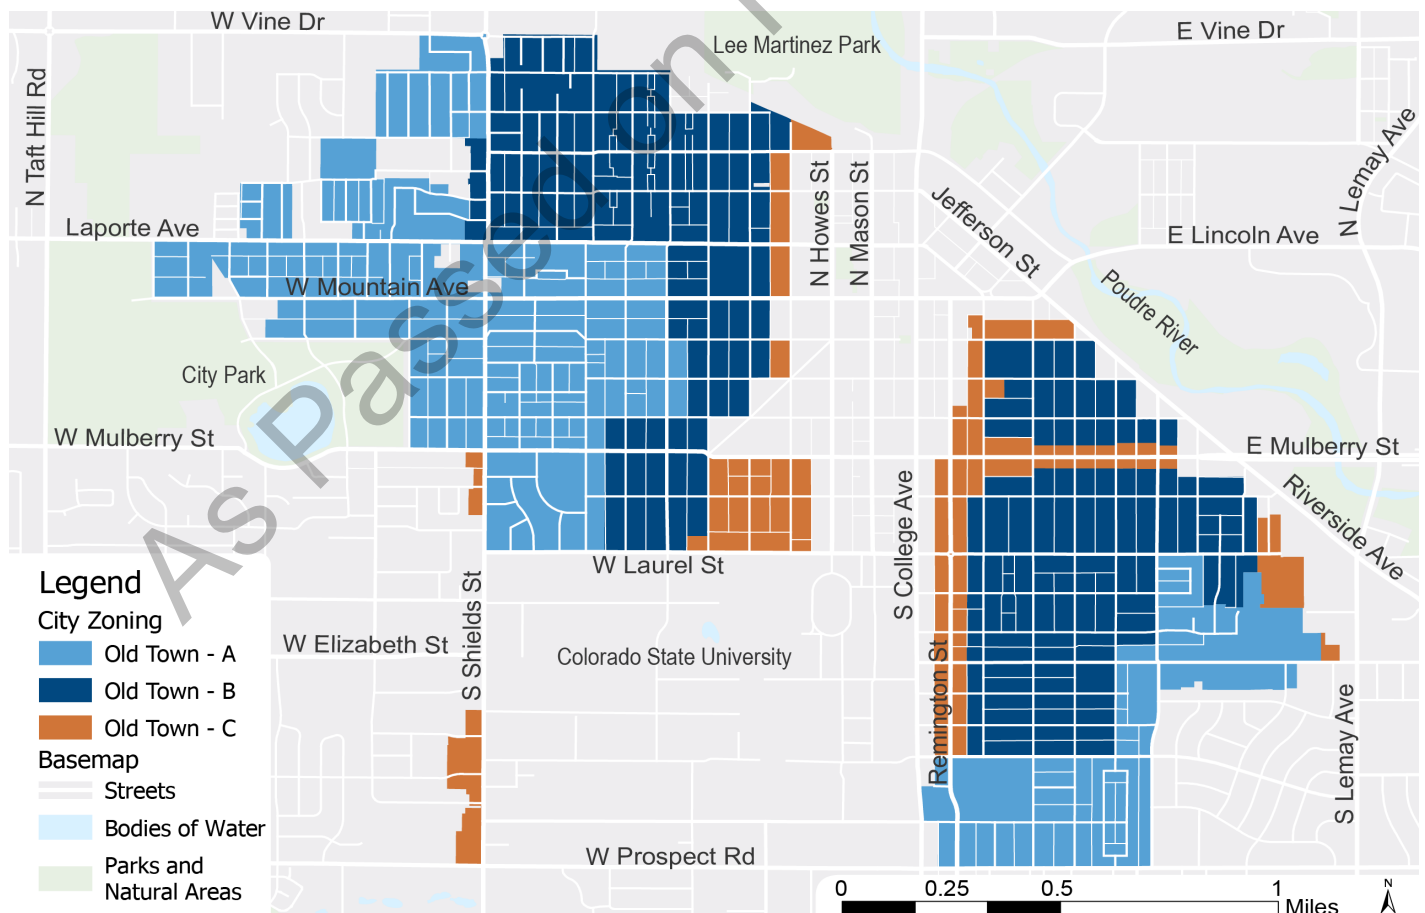 W Vine Dr
E Vine Dr
Lee Martinez Park
N Taft Hill Rd
N Lemay Ave
N Howes St
N Mason St
Jefferson St
Laporte Ave
E Lincoln Ave
W Mountain Ave
Poudre River
City Park
W Mulberry St
E Mulberry St
Riverside Ave
S College Ave
W Laurel St
S Shields St
W Elizabeth St
Colorado State University
Remington St
S Lemay Ave
W Prospect Rd
As Passed on
Legend
City Zoning
Old Town - A
Old Town - B
Old Town - C
Basemap
Streets
Bodies of Water
Parks and
Natural Areas
0 0.25 0.5 1
Miles
N